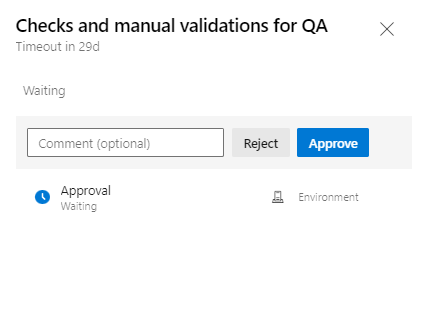 Checks and manual validations for QA
Timeout in 29d
Waiting
Comment (optional)
Reject
Approve
Approval
Waiting
Environment